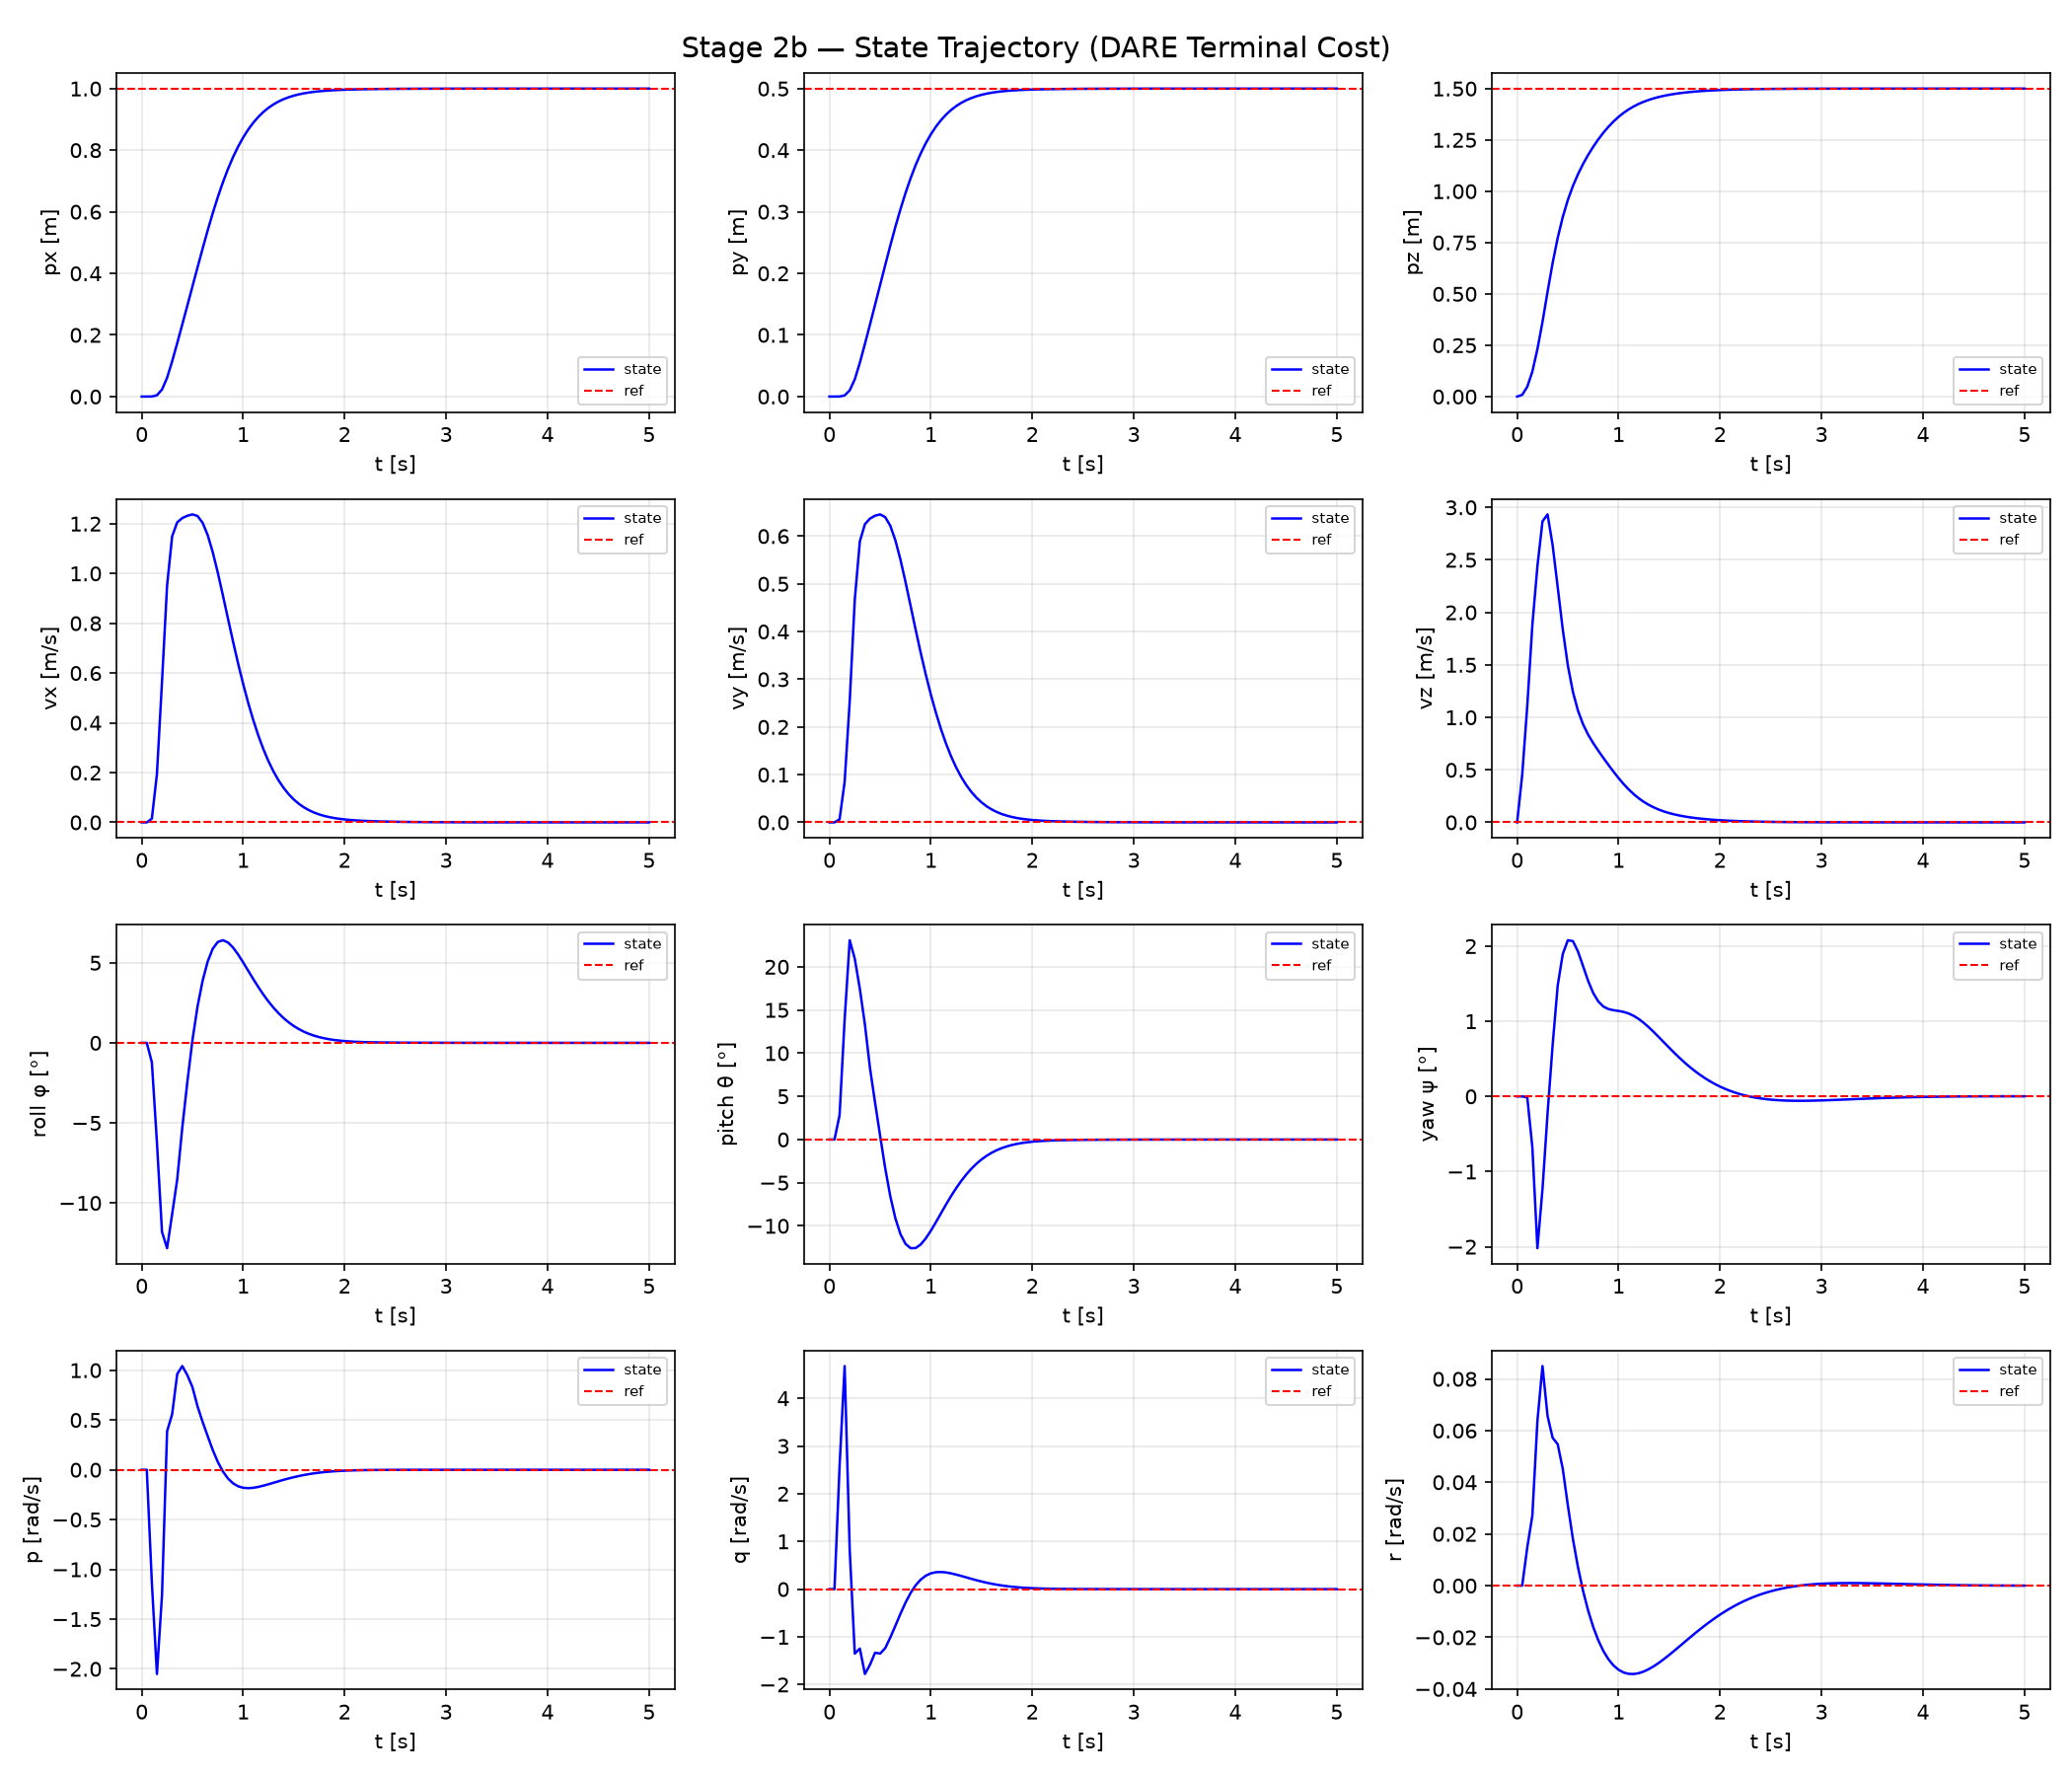 Stage 2b — State Trajectory (DARE Terminal Cost)
px [m]
1.0
0.8
0.6
0.4
0.2
0.0
state
ref
0 1 2 3 4 5
t [s]
py [m]
0.5
0.4
0.3
0.2
0.1
0.0
state
ref
0 1 2 3 4 5
t [s]
pz [m]
1.50
1.25
1.00
0.75
0.50
0.25
0.00
state
ref
0 1 2 3 4 5
t [s]
vx [m/s]
1.2
1.0
0.8
0.6
0.4
0.2
0.0
state
ref
0 1 2 3 4 5
t [s]
vy [m/s]
0.6
0.5
0.4
0.3
0.2
0.1
0.0
state
ref
0 1 2 3 4 5
t [s]
vz [m/s]
3.0
2.5
2.0
1.5
1.0
0.5
0.0
state
ref
0 1 2 3 4 5
t [s]
roll φ [°]
5
0
−5
−10
state
ref
0 1 2 3 4 5
t [s]
pitch θ [°]
20
15
10
5
0
−5
−10
state
ref
0 1 2 3 4 5
t [s]
yaw ψ [°]
2
1
0
−1
−2
state
ref
0 1 2 3 4 5
t [s]
p [rad/s]
1.0
0.5
0.0
−0.5
−1.0
−1.5
−2.0
state
ref
0 1 2 3 4 5
t [s]
q [rad/s]
4
3
2
1
0
−1
−2
state
ref
0 1 2 3 4 5
t [s]
r [rad/s]
0.08
0.06
0.04
0.02
0.00
−0.02
−0.04
state
ref
0 1 2 3 4 5
t [s]